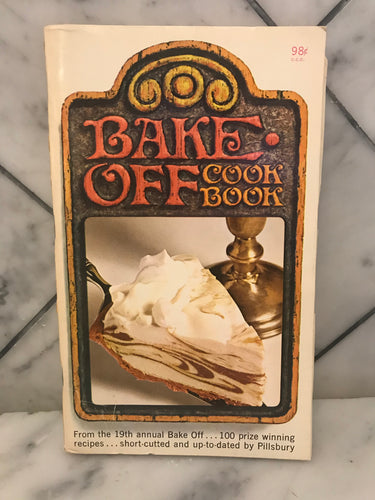 98¢
C.C.C.
BAKE·
OFF COOK
BOOK
From the 19th annual Bake Off...100 prize winning
recipes...short-cutted and up-to-dated by Pillsbury